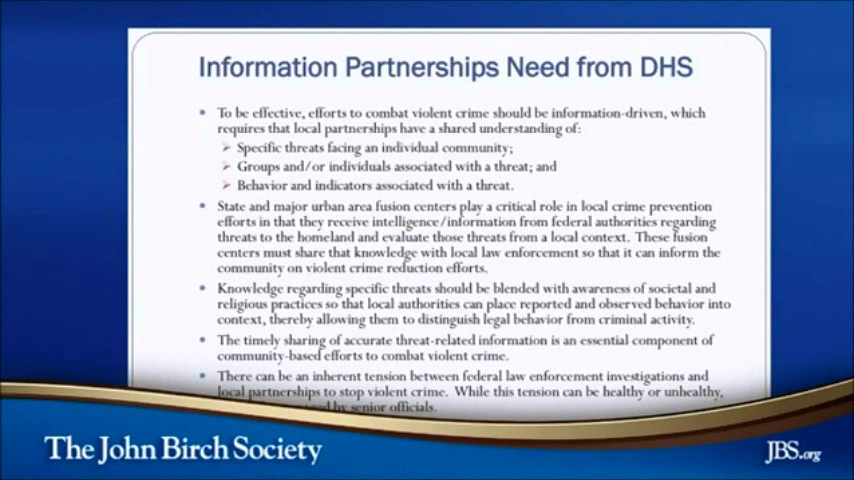 Information Partnerships Need from DHS
• To be effective, efforts to combat violent crime should be information-driven, which
requires that local partnerships have a shared understanding of:
➢ Specific threats facing an individual community;
➢ Groups and/or individuals associated with a threat; and
➢ Behavior and indicators associated with a threat.
• State and major urban area fusion centers play a critical role in local crime prevention
efforts in that they receive intelligence/information from federal authorities regarding
threats to the homeland and evaluate those threats from a local context. These fusion
centers must share that knowledge with local law enforcement so that it can inform the
community on violent crime reduction efforts.
• Knowledge regarding specific threats should be blended with awareness of societal and
religious practices so that local authorities can place reported and observed behavior into
context, thereby allowing them to distinguish legal behavior from criminal activity.
• The timely sharing of accurate threat-related information is an essential component of
community-based efforts to combat violent crime.
• There can be an inherent tension between federal law enforcement investigations and
local partnerships to stop violent crime. While this tension can be healthy or unhealthy,
by senior officials.
The John Birch Society
JBS.org